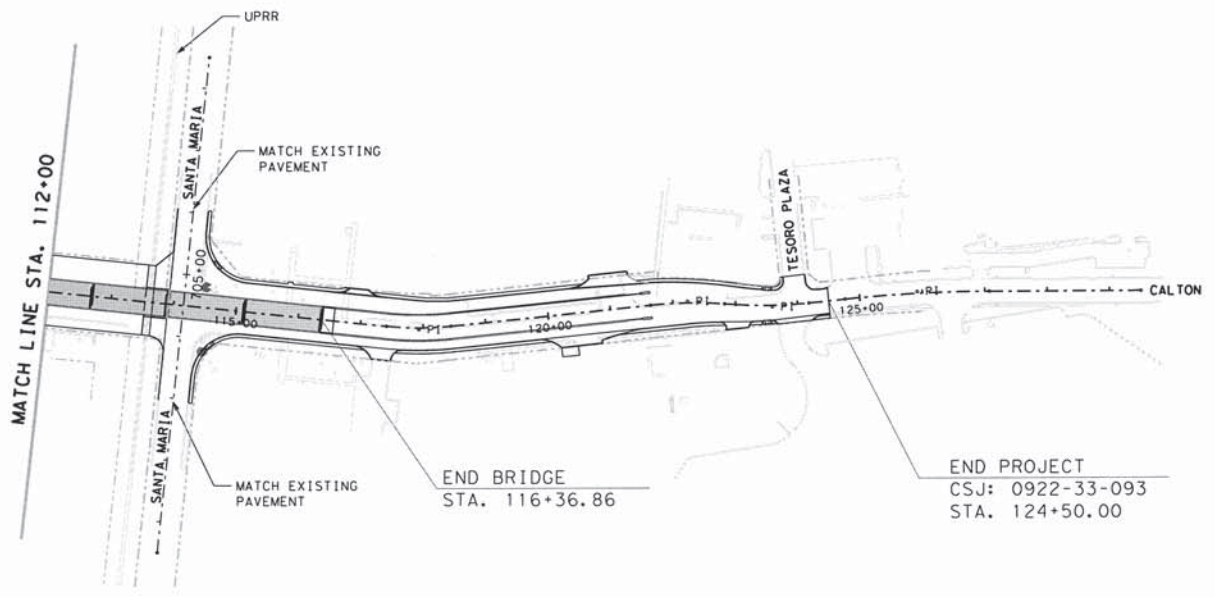 UPRR
SANTA MARIA
MATCH EXISTING
PAVEMENT
MATCH LINE STA. 112+00
705+00
115+00
PI
120+00
PI
TESORO PLAZA
PI
125+00
PI
CALTON
SANTA MARIA
MATCH EXISTING
PAVEMENT
END BRIDGE
STA. 116+36.86
END PROJECT
CSJ: 0922-33-093
STA. 124+50.00